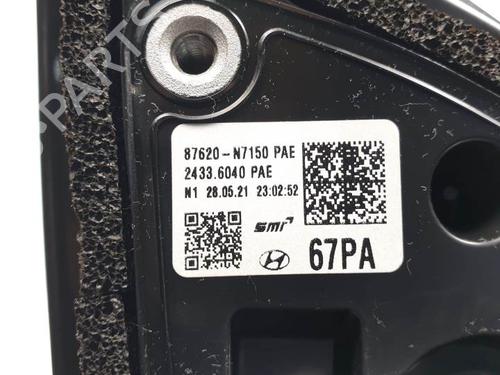 87620-N7150 PAE
2433.6040 PAE
N1 28.05.21 23:02:52
SMR
67PA
PARTS